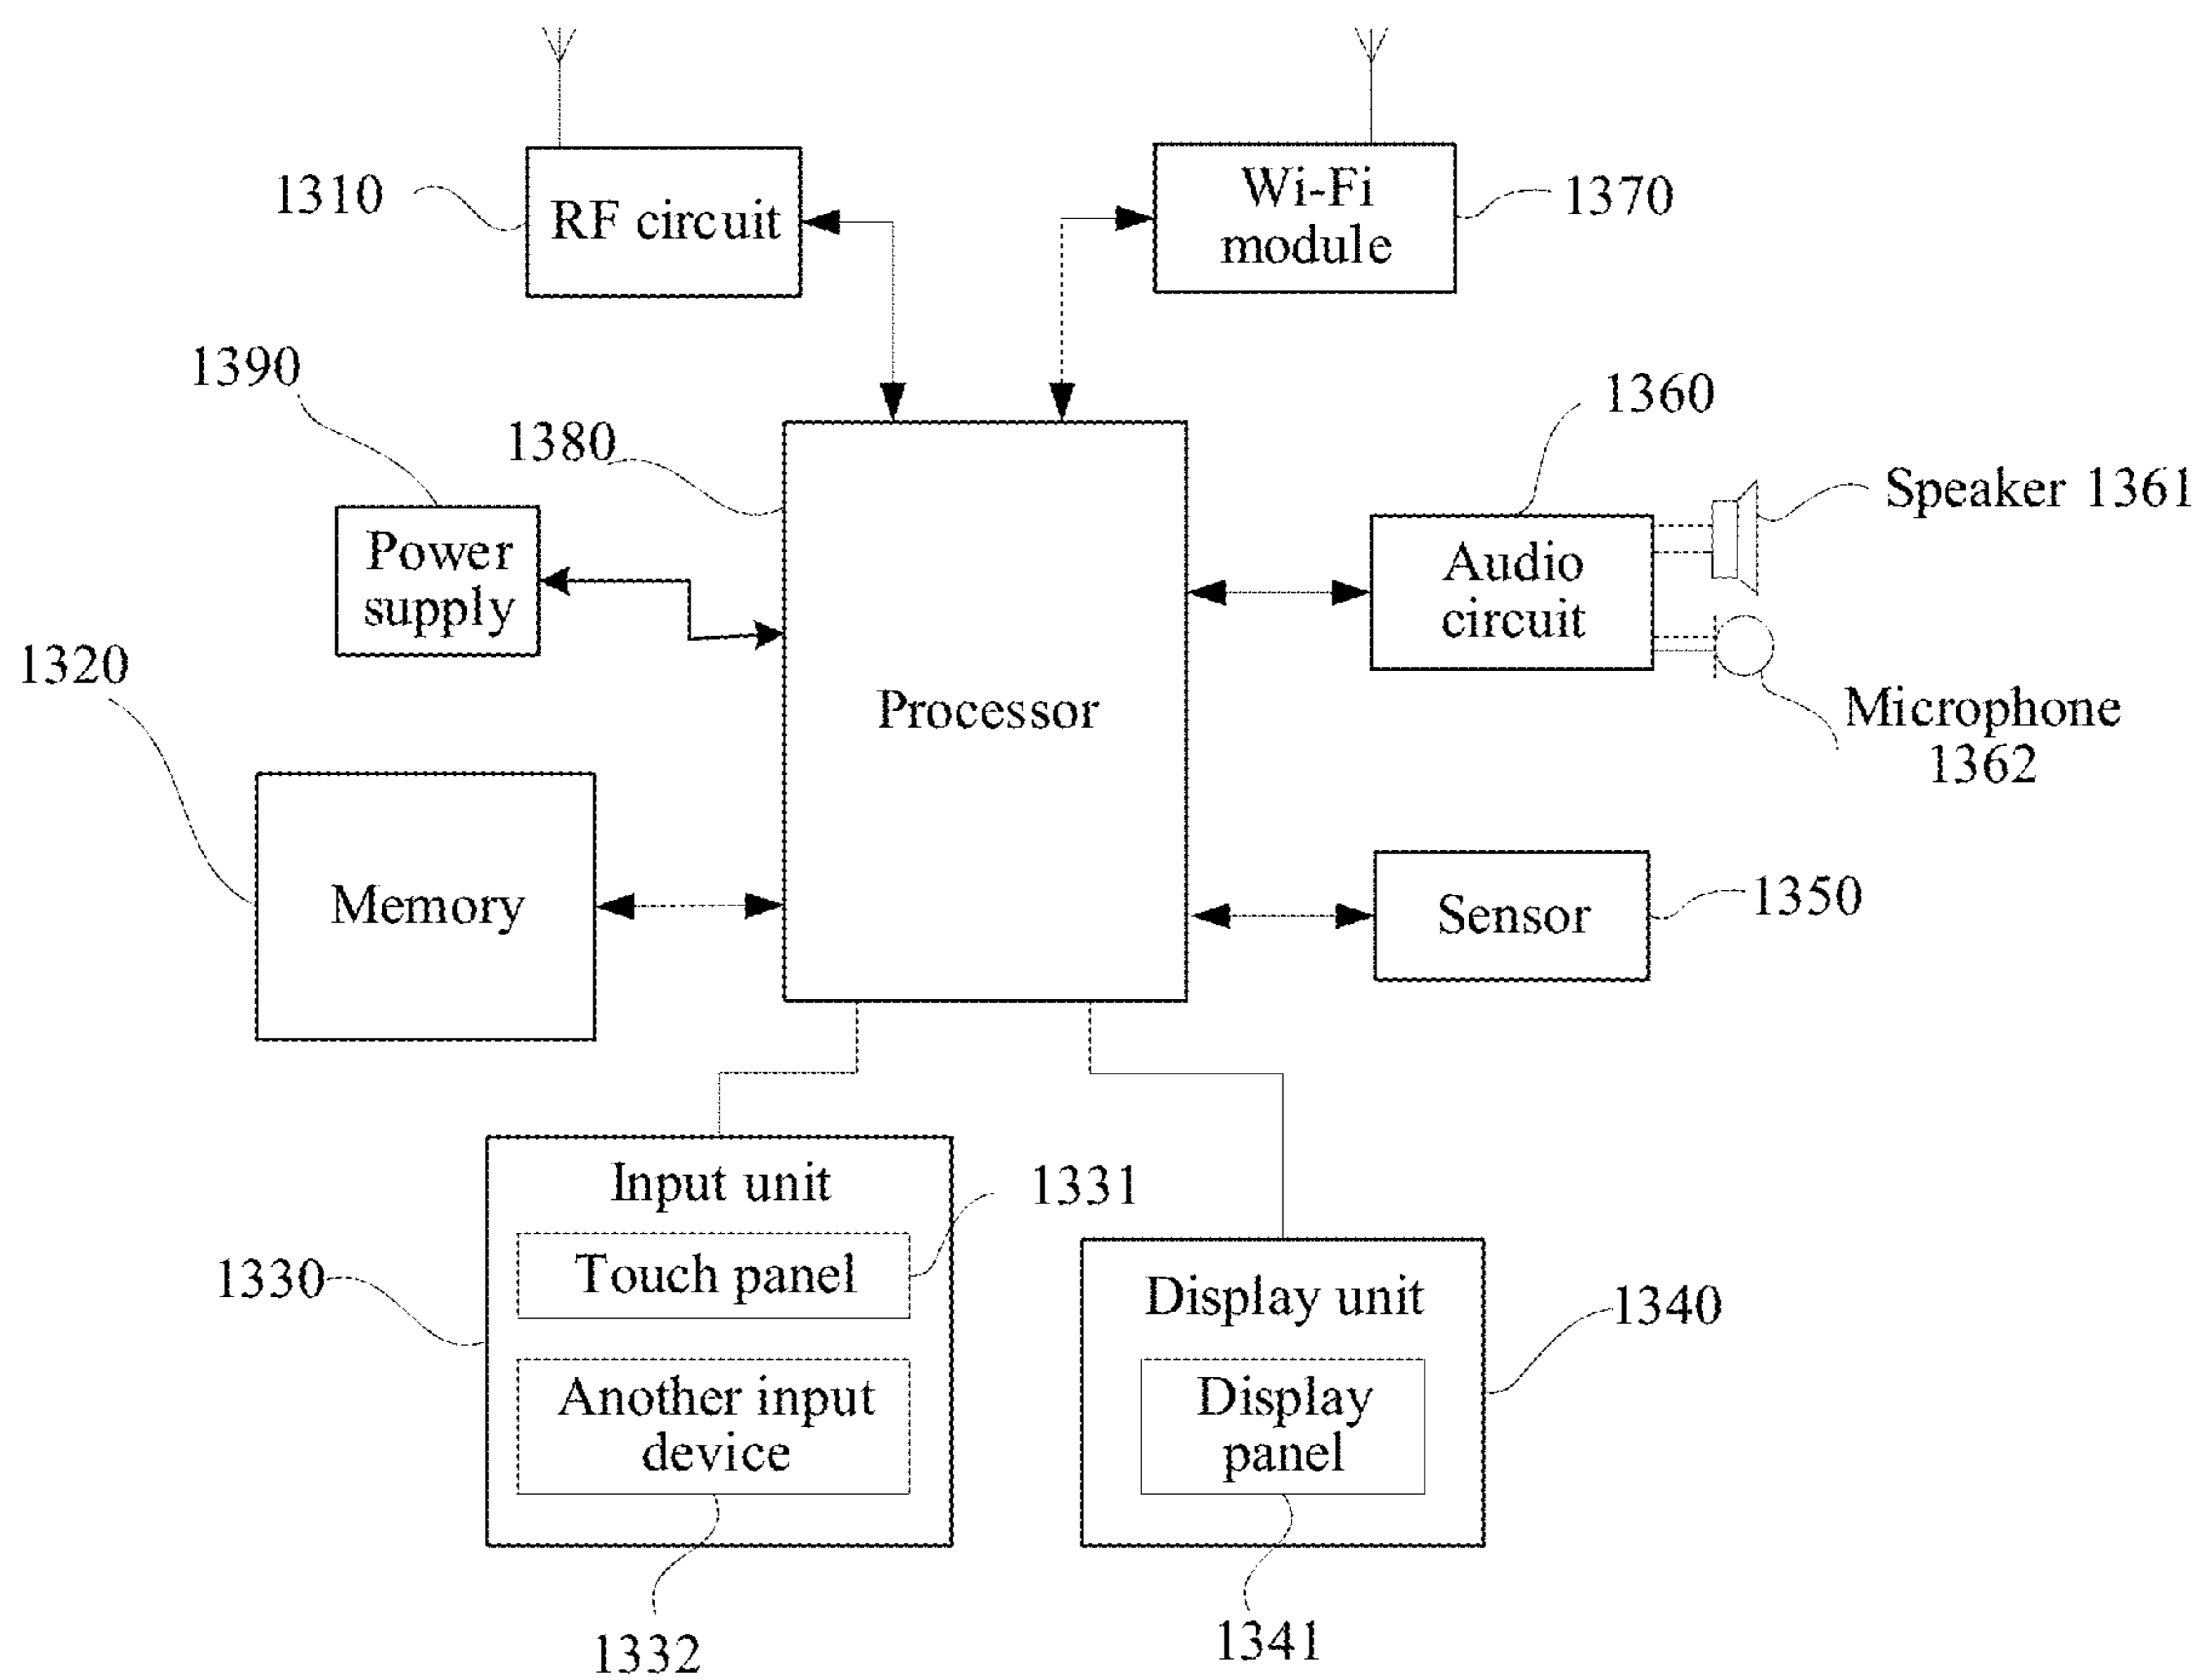 1310
RF circuit
Wi-Fi
module
1370
1390
1380
1360
Power
supply
Processor
Audio
circuit
Speaker 1361
Microphone
1362
1320
Memory
Sensor
1350
Input unit
1331
Touch panel
1330
Another input
device
1332
Display unit
1340
Display
panel
1341